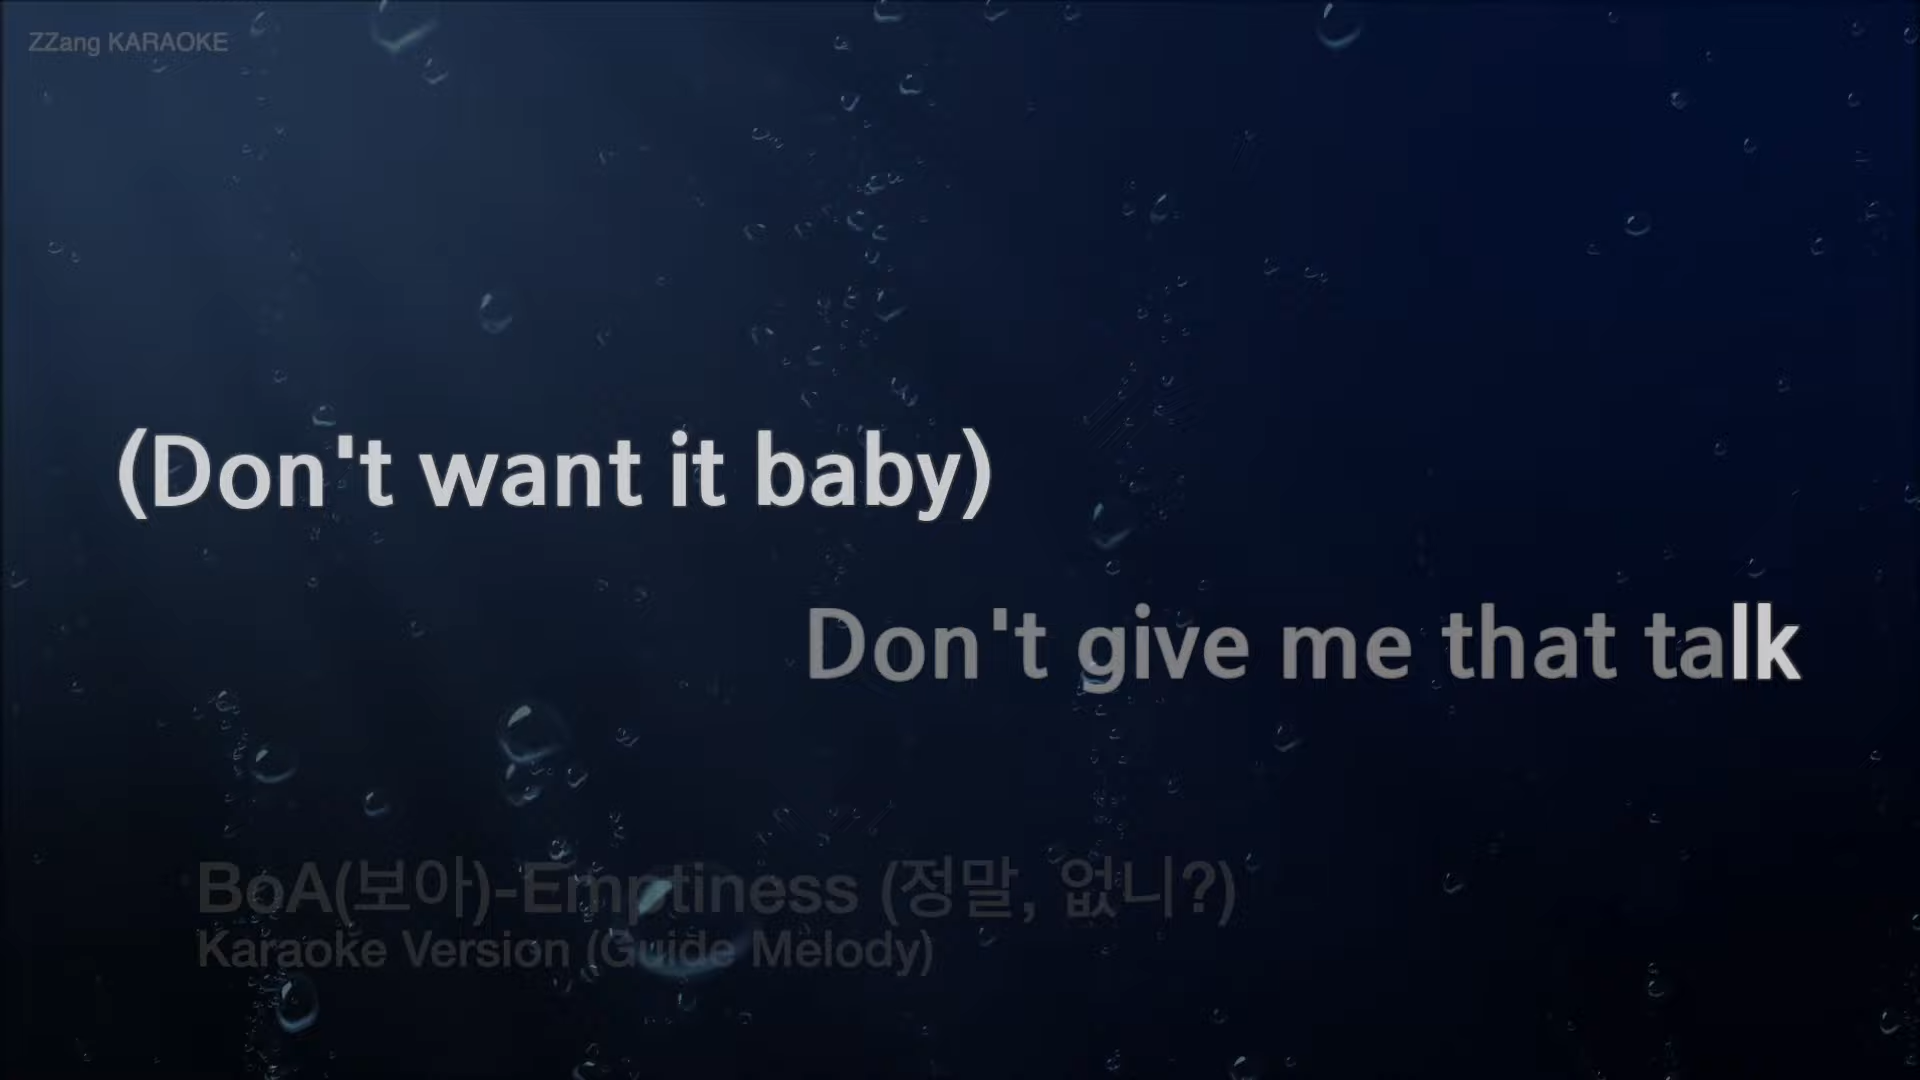 ZZang KARAOKE
(Don't want it baby)
Don't give me that talk
BoA(보아)-Emptiness (정말, 없니?)
Karaoke Version (Guide Melody)